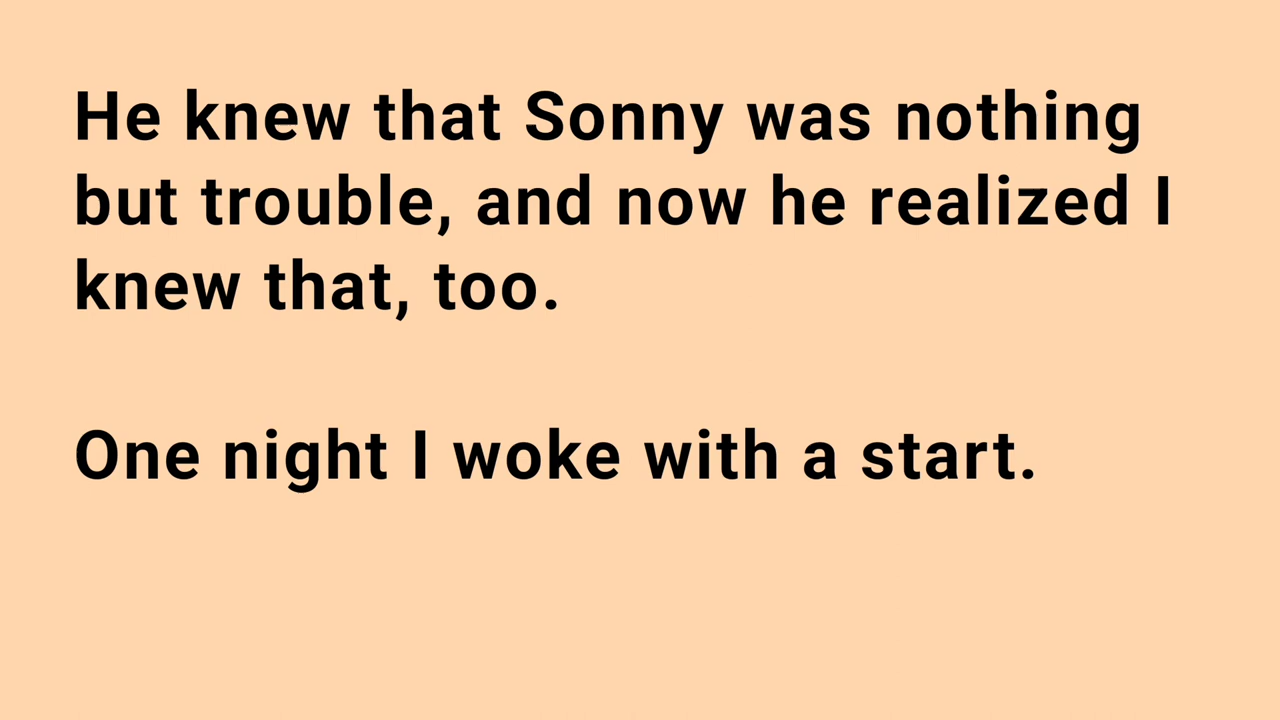 He knew that Sonny was nothing
but trouble, and now he realized I
knew that, too.
One night I woke with a start.